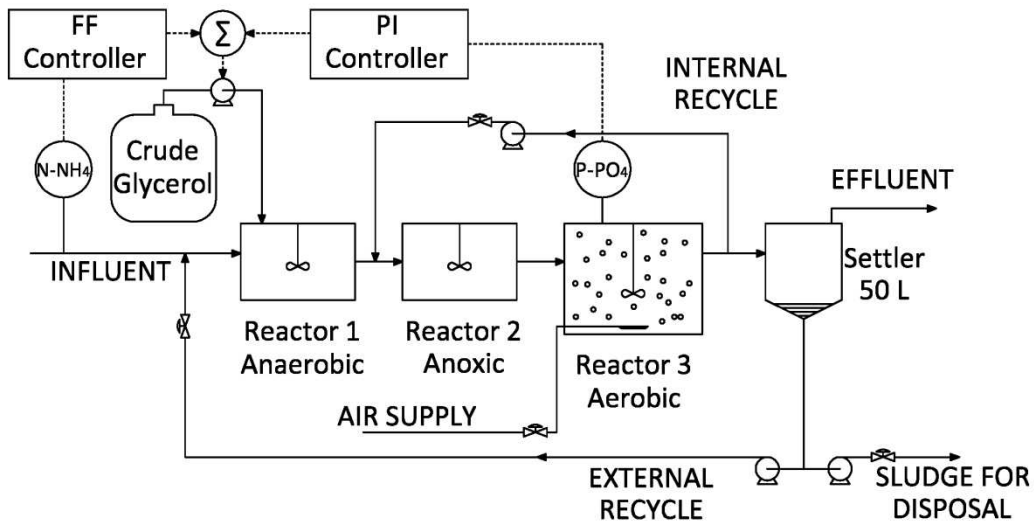 FF
Controller
Σ
PI
Controller
INTERNAL
RECYCLE
Crude
Glycerol
N-NH₄
P-PO₄
EFFLUENT
INFLUENT
Settler
50 L
Reactor 1
Anaerobic
Reactor 2
Anoxic
Reactor 3
Aerobic
AIR SUPPLY
EXTERNAL
RECYCLE
SLUDGE FOR
DISPOSAL